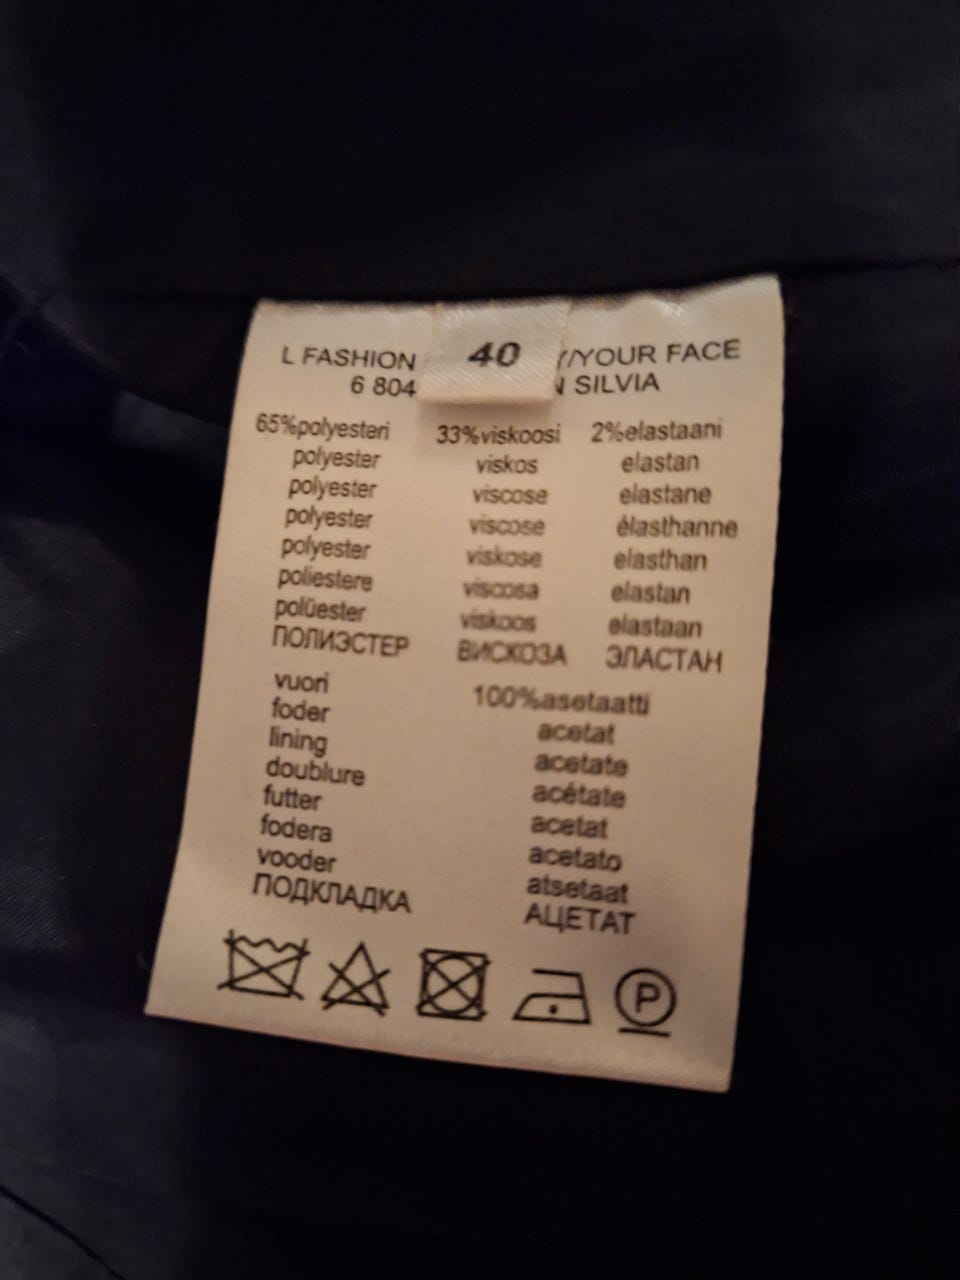 L FASHION 40 Y/YOUR FACE
6 804 N SILVIA
65%polyesteri 33%viskoosi 2%elastaani
polyester viskos elastan
polyester viscose elastane
polyester viscose élasthanne
polyester viskose elasthan
poliestere viscosa elastan
polüester viskoos elastaan
ПОЛИЭСТЕР ВИСКОЗА ЭЛАСТАН
vuori 100%asetaatti
foder acetat
lining acetate
doublure acétate
futter acetat
fodera acetato
vooder atsetaat
ПОДКЛАДКА АЦЕТАТ
P